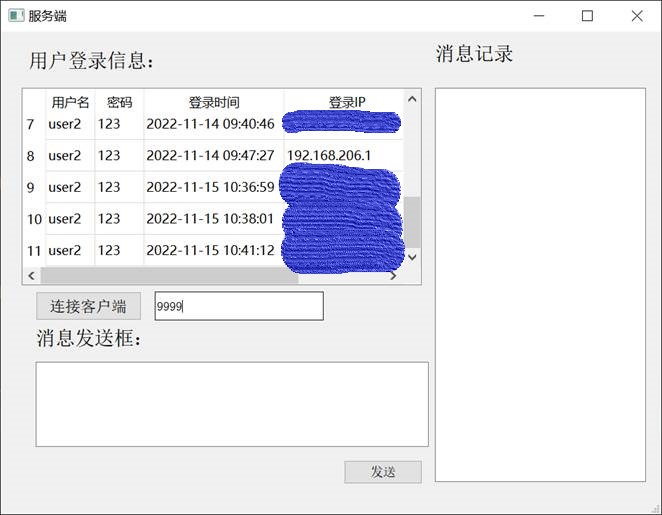 服务端
用户登录信息：
消息记录
用户名 密码 登录时间 登录IP
7 user2 123 2022-11-14 09:40:46
8 user2 123 2022-11-14 09:47:27 192.168.206.1
9 user2 123 2022-11-15 10:36:59
10 user2 123 2022-11-15 10:38:01
11 user2 123 2022-11-15 10:41:12
连接客户端 9999
消息发送框：
发送